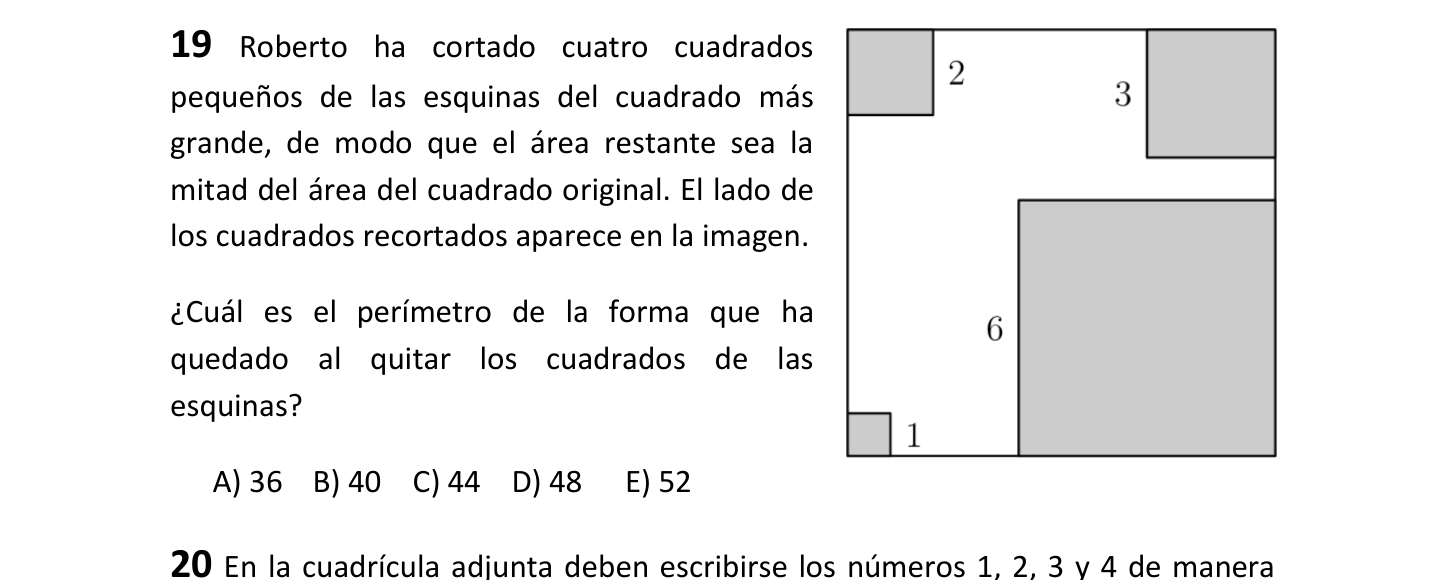 19 Roberto ha cortado cuatro cuadrados
pequeños de las esquinas del cuadrado más
grande, de modo que el área restante sea la
mitad del área del cuadrado original. El lado de
los cuadrados recortados aparece en la imagen.
¿Cuál es el perímetro de la forma que ha
quedado al quitar los cuadrados de las
esquinas?
A) 36 B) 40 C) 44 D) 48 E) 52
2
3
6
1
20 En la cuadrícula adjunta deben escribirse los números 1, 2, 3 y 4 de manera